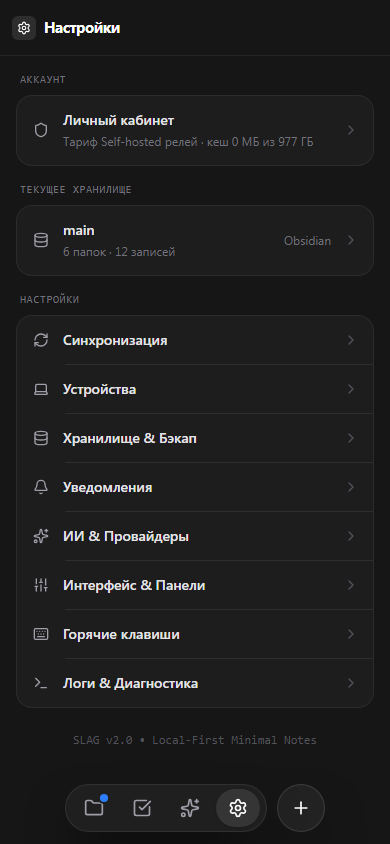 Настройки
АККАУНТ
Личный кабинет
Тариф Self-hosted релей · кеш 0 МБ из 977 ГБ
ТЕКУЩЕЕ ХРАНИЛИЩЕ
main
6 папок · 12 записей
Obsidian
НАСТРОЙКИ
Синхронизация
Устройства
Хранилище & Бэкап
Уведомления
ИИ & Провайдеры
Интерфейс & Панели
Горячие клавиши
Логи & Диагностика
SLAG v2.0 • Local-First Minimal Notes